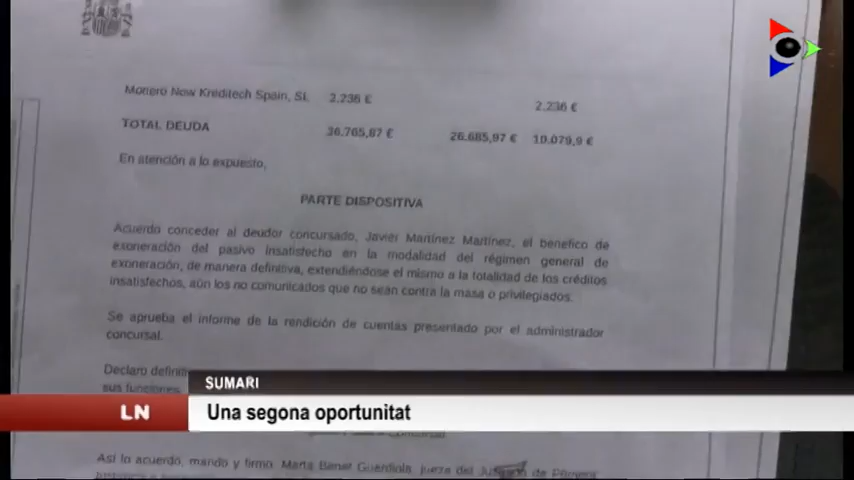 Monero Now Kreditech Spain, SL 2.236 € 2.236 €
TOTAL DEUDA 36.765,87 € 26.685,97 € 10.079,9 €
En atención a lo expuesto,
PARTE DISPOSITIVA
Acuerdo conceder al deudor concursado, Javier Martínez Martínez, el benefico de
exoneración del pasivo insatisfecho en la modalidad del régimen general de
exoneración, de manera definitiva, extendiéndose el mismo a la totalidad de los créditos
insatisfechos, aún los no comunicados que no sean contra la masa o privilegiados.
Se aprueba el informe de la rendición de cuentas presentado por el administrador
concursal.
Declaro
sus funciones
SUMARI
LN Una segona oportunitat
Así lo acuerdo, mando y firmo, Marta Guardiola, jueza del de